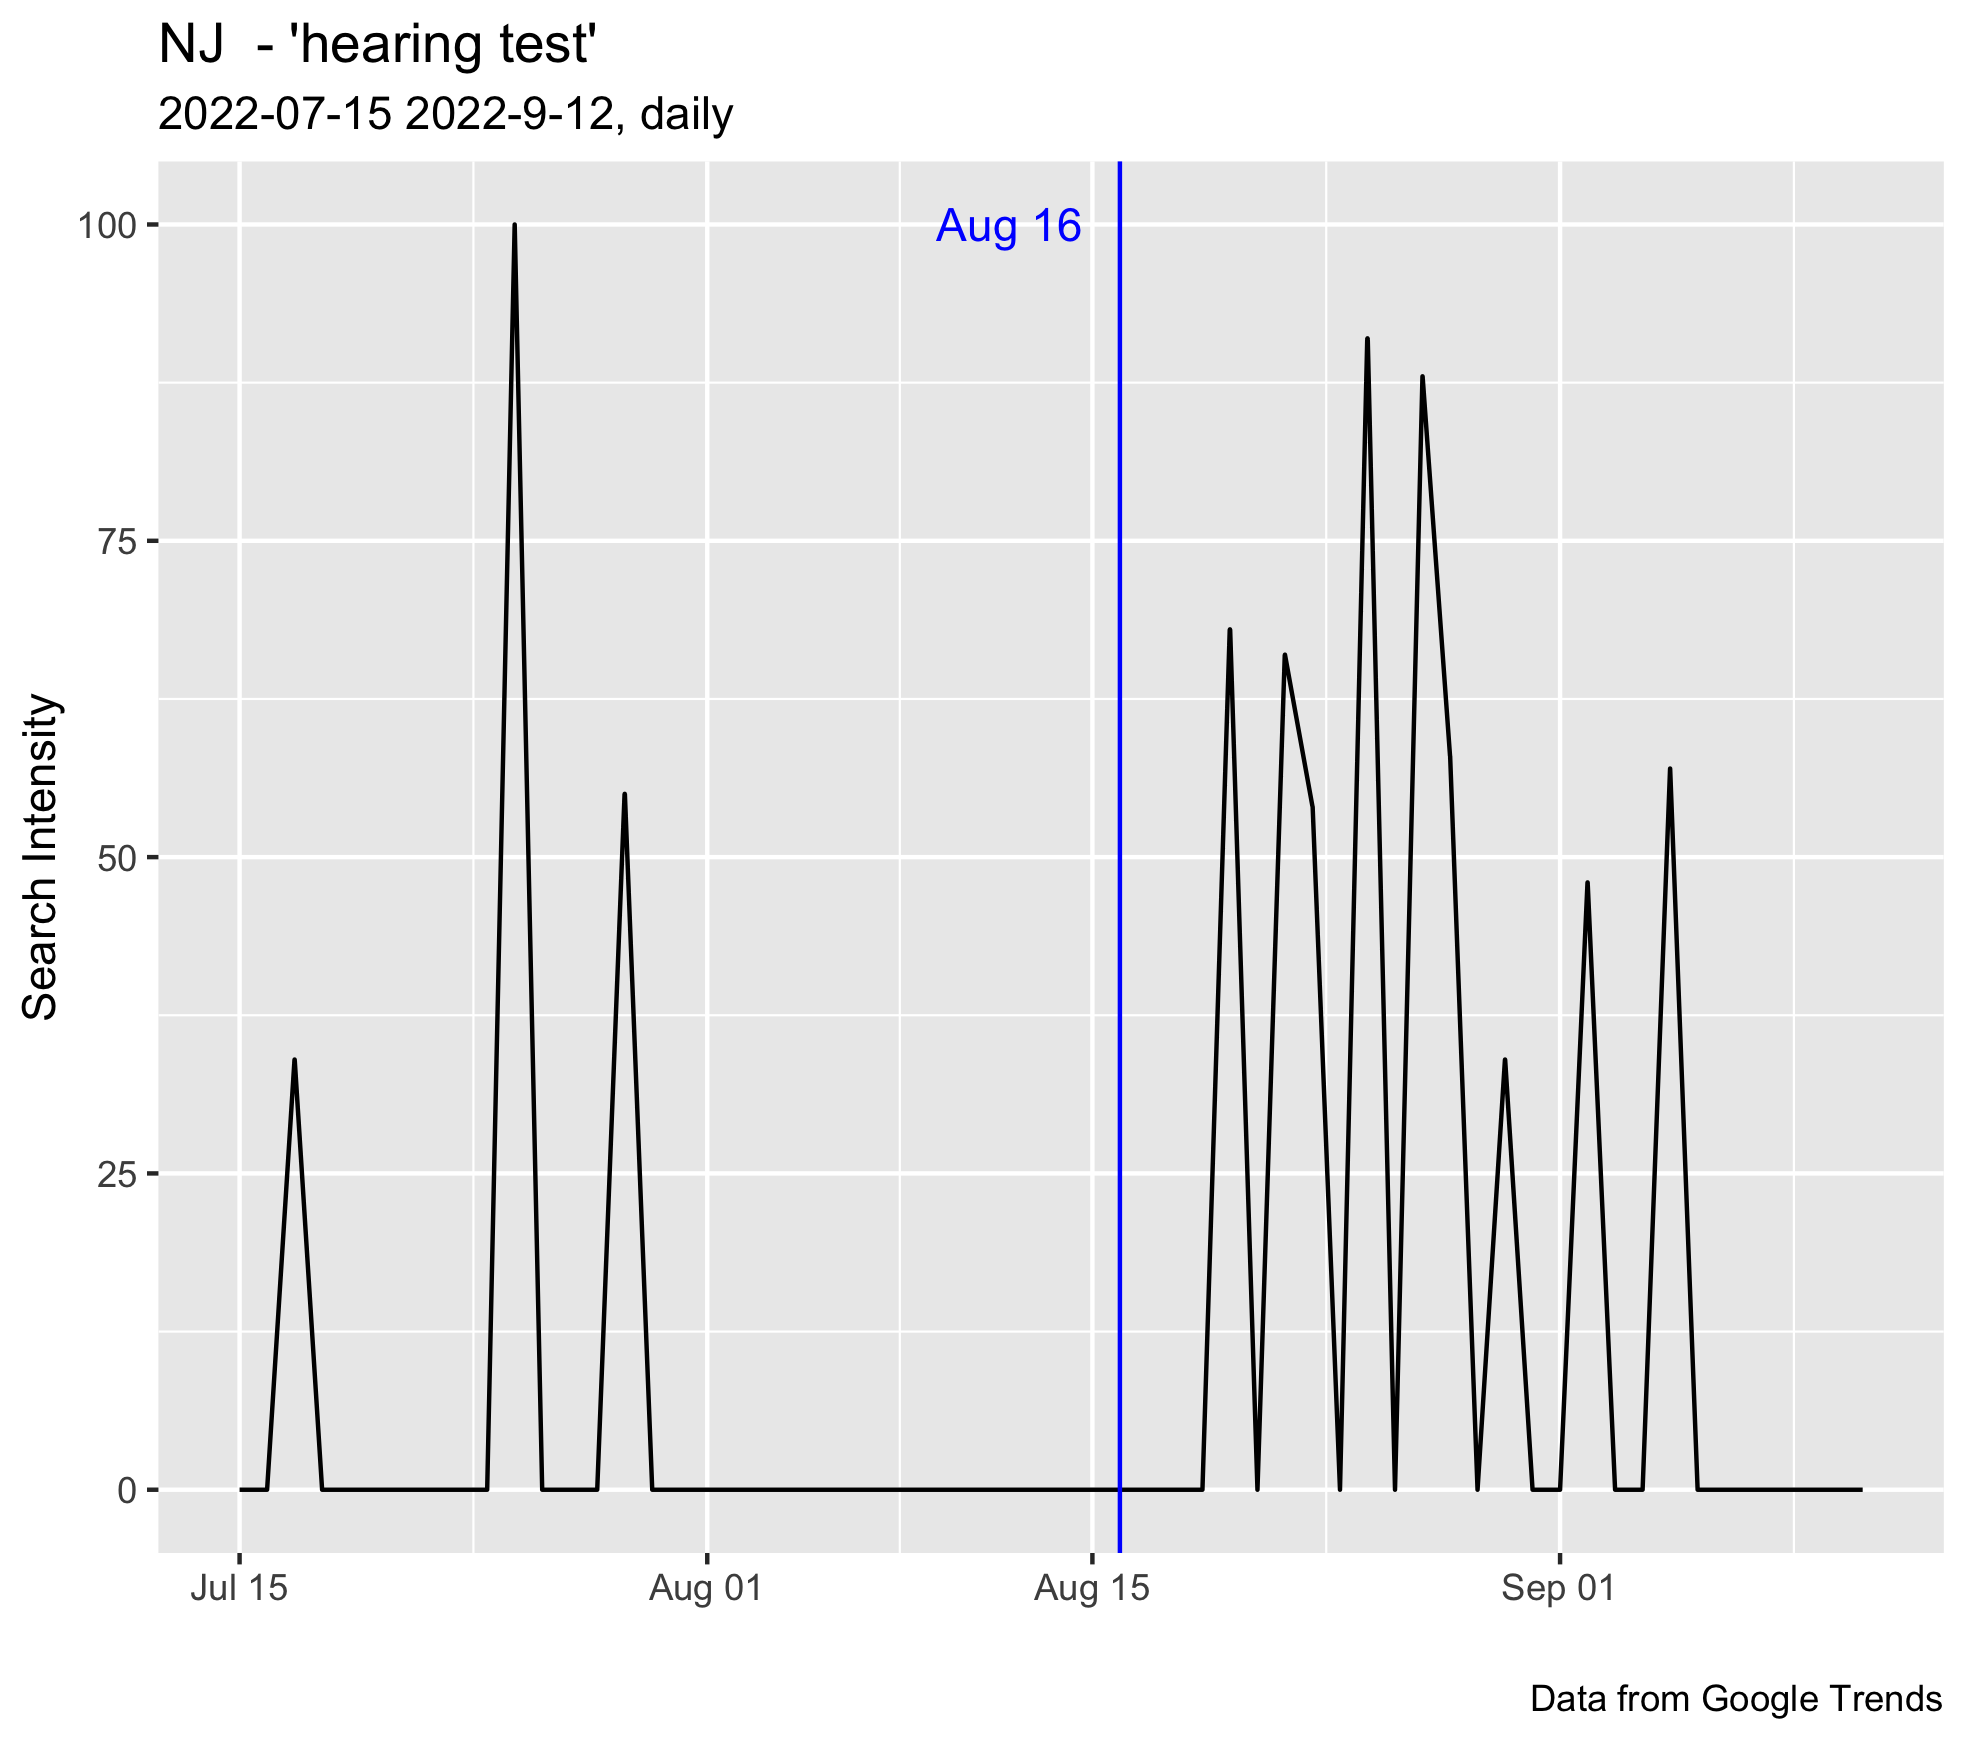 NJ  - 'hearing test'
2022-07-15 2022-9-12, daily
Aug 16
100
75
50
25
0
Search Intensity
Jul 15
Aug 01
Aug 15
Sep 01
Data from Google Trends